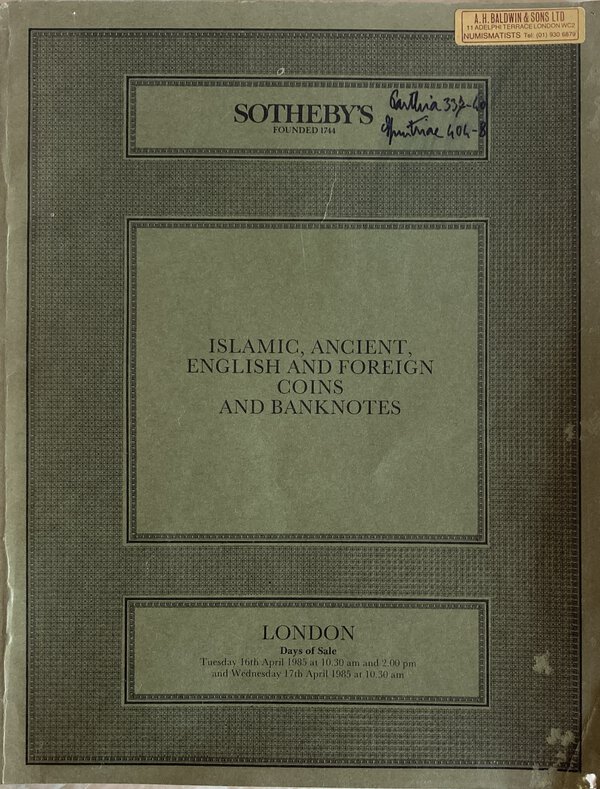 A. H. BALDWIN & SONS LTD
11 ADELPHI TERRACE LONDON WC2
NUMISMATISTS Tel: (01) 930 6879
SOTHEBY'S
FOUNDED 1744
ISLAMIC, ANCIENT,
ENGLISH AND FOREIGN
COINS
AND BANKNOTES
LONDON
Days of Sale
Tuesday 16th April 1985 at 10.30 am and 2.00 pm
and Wednesday 17th April 1985 at 10.30 am